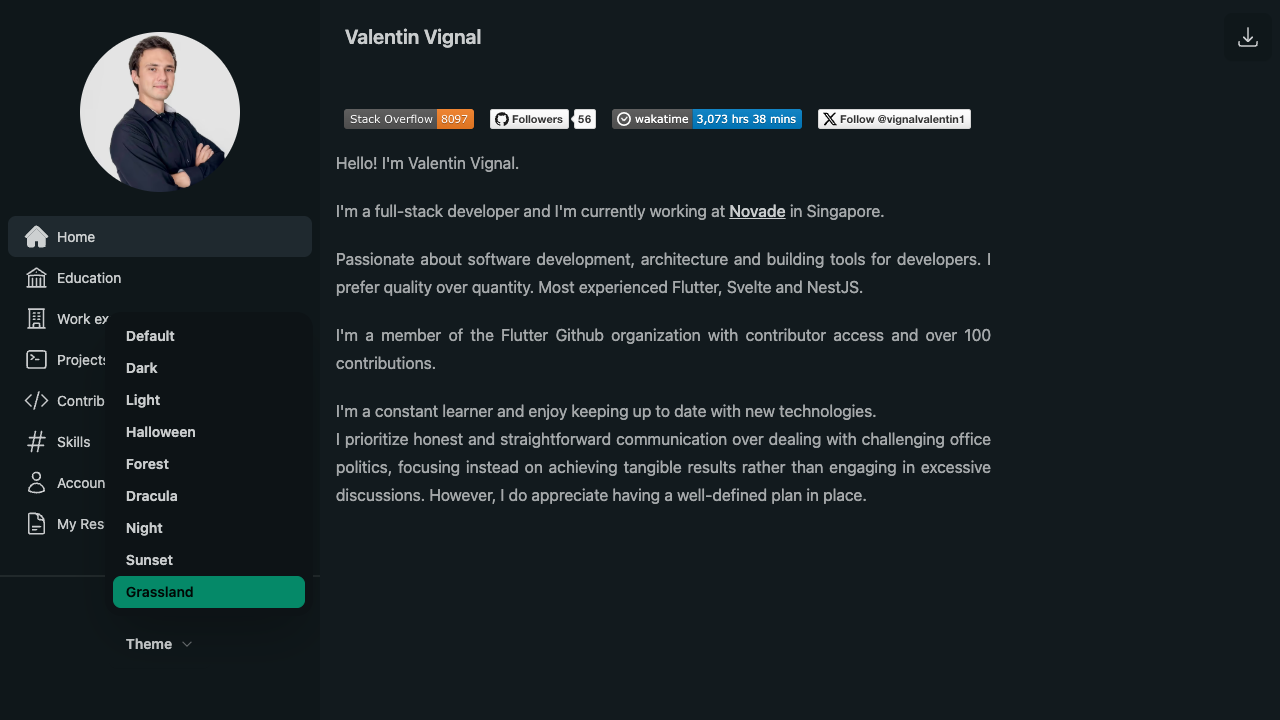 Valentin Vignal
Stack Overflow 8097
Followers 56
wakatime 3,073 hrs 38 mins
Follow @vignalvalentin1
Hello! I'm Valentin Vignal.
I'm a full-stack developer and I'm currently working at Novade in Singapore.
Passionate about software development, architecture and building tools for developers. I
prefer quality over quantity. Most experienced Flutter, Svelte and NestJS.
I'm a member of the Flutter Github organization with contributor access and over 100
contributions.
I'm a constant learner and enjoy keeping up to date with new technologies.
I prioritize honest and straightforward communication over dealing with challenging office
politics, focusing instead on achieving tangible results rather than engaging in excessive
discussions. However, I do appreciate having a well-defined plan in place.
Home
Education
Work ex
Projects
Contrib
Skills
Accoun
My Res
Default
Dark
Light
Halloween
Forest
Dracula
Night
Sunset
Grassland
Theme